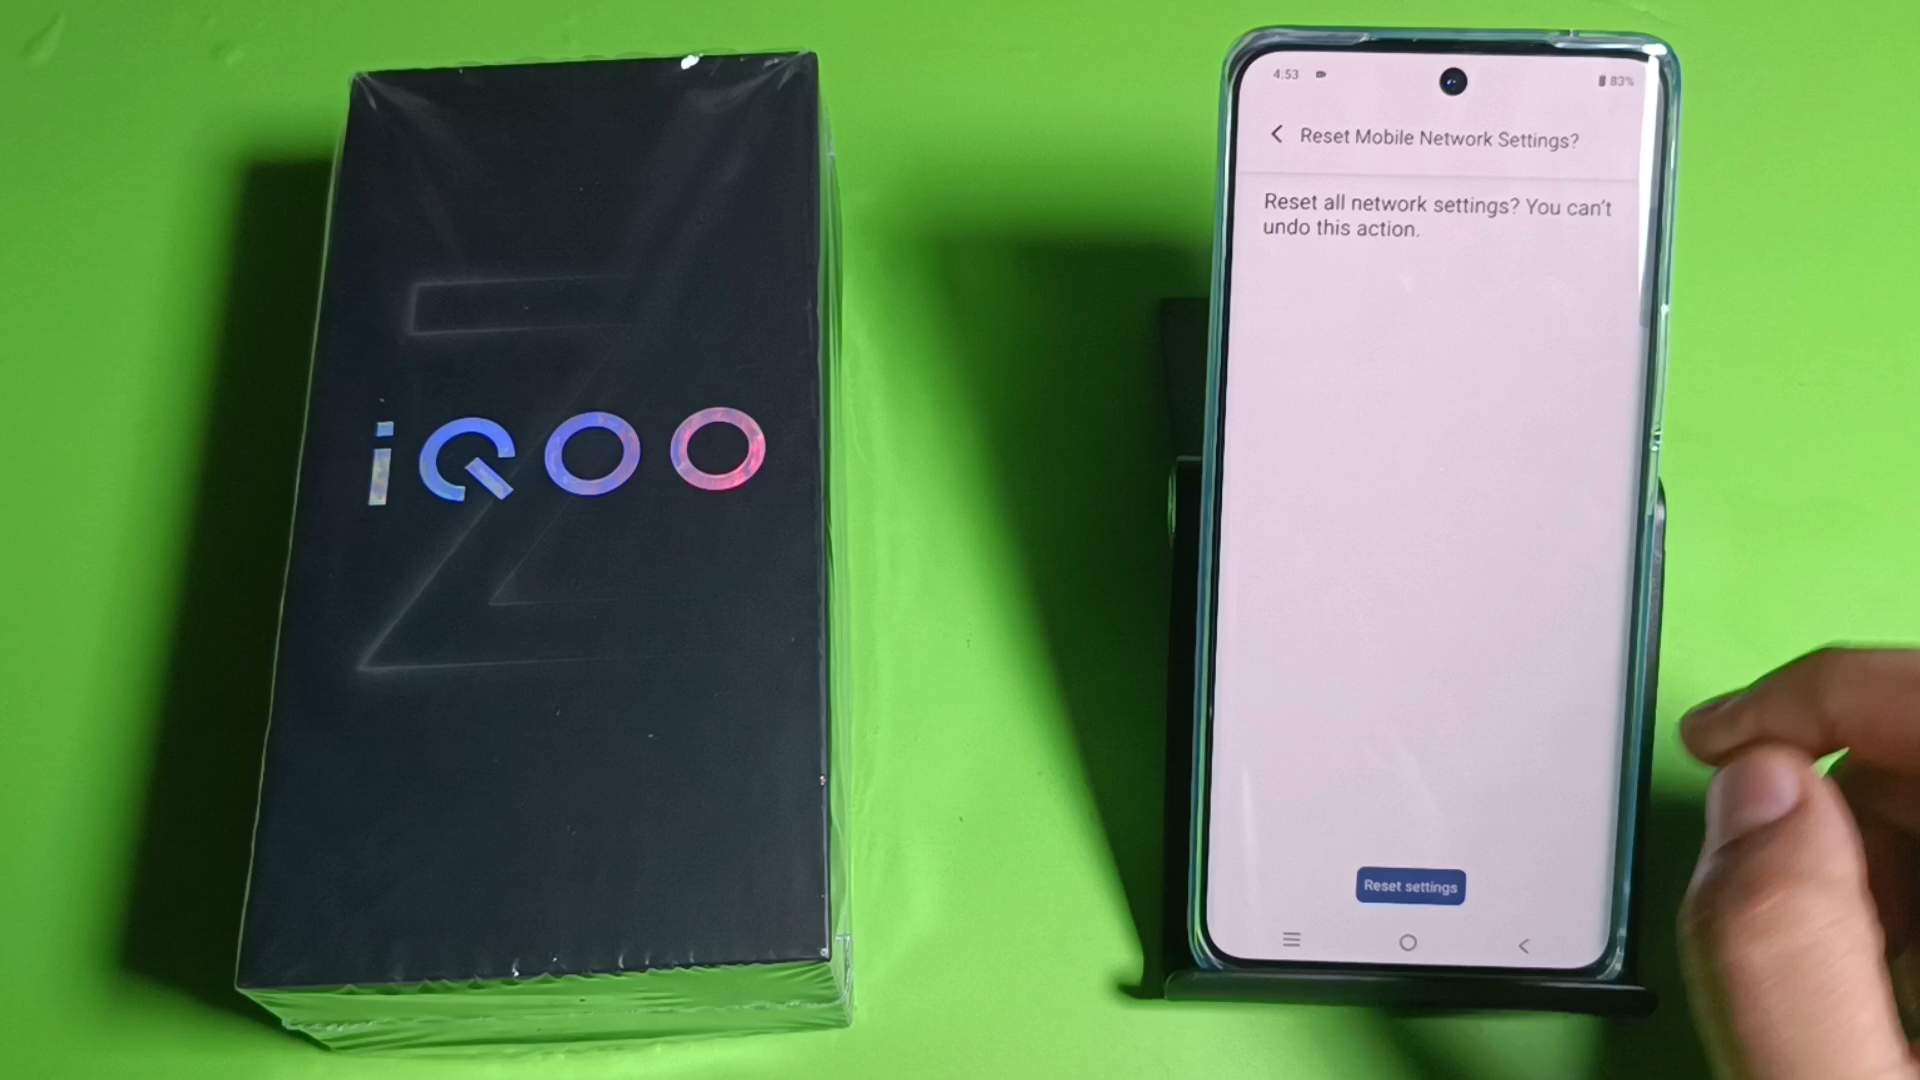 iQOO
Z
4:53
83%
Reset Mobile Network Settings?
Reset all network settings? You can't
undo this action.
Reset settings